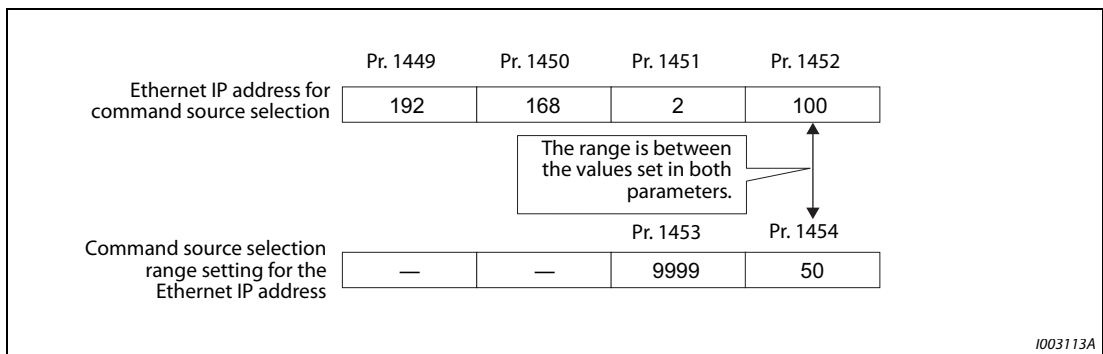 Pr. 1449 Pr. 1450 Pr. 1451 Pr. 1452
Ethernet IP address for
command source selection
192 168 2 100
The range is between
the values set in both
parameters.
Pr. 1453 Pr. 1454
Command source selection
range setting for the
Ethernet IP address
— — 9999 50
I003113A